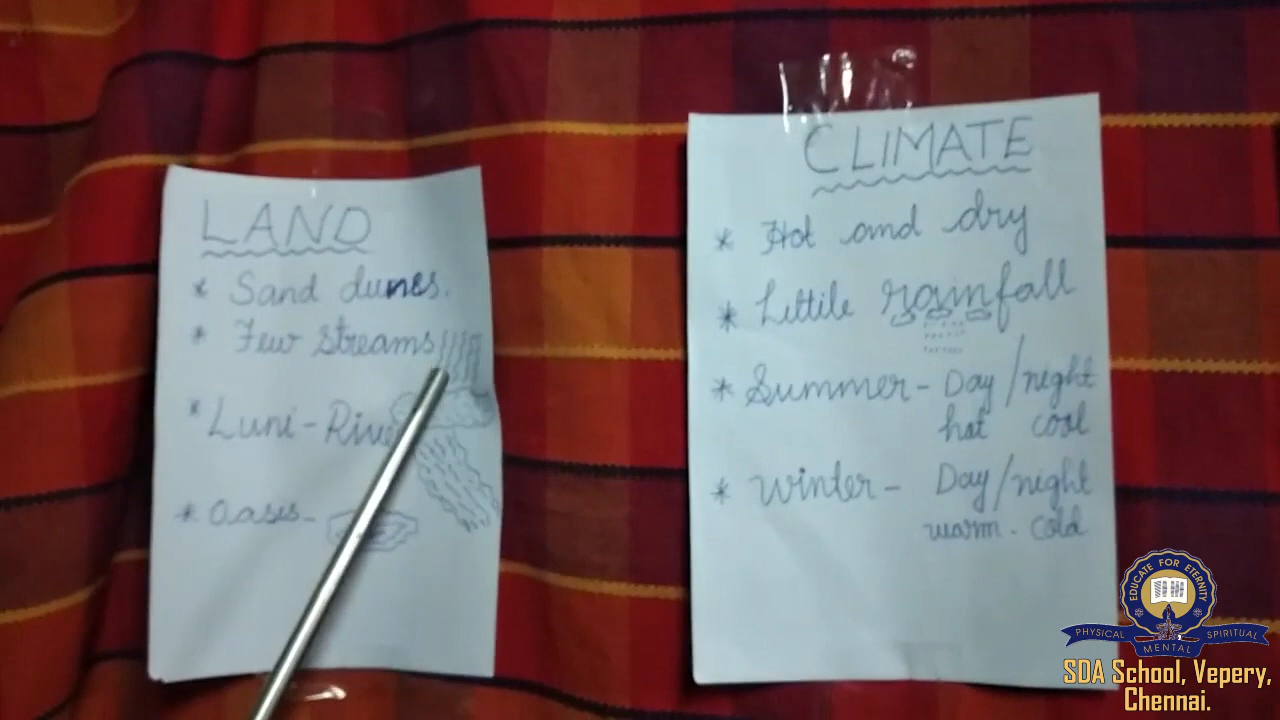 LAND
* Sand dunes.
* Few streams
* Luni - River
* Oasis -
CLIMATE
* Hot and dry
* Littile rainfall
* Summer - Day / night
hot cool
* Winter - Day / night
warm - cold
EDUCATE FOR ETERNITY
PHYSICAL MENTAL SPIRITUAL
SDA School, Vepery,
Chennai.